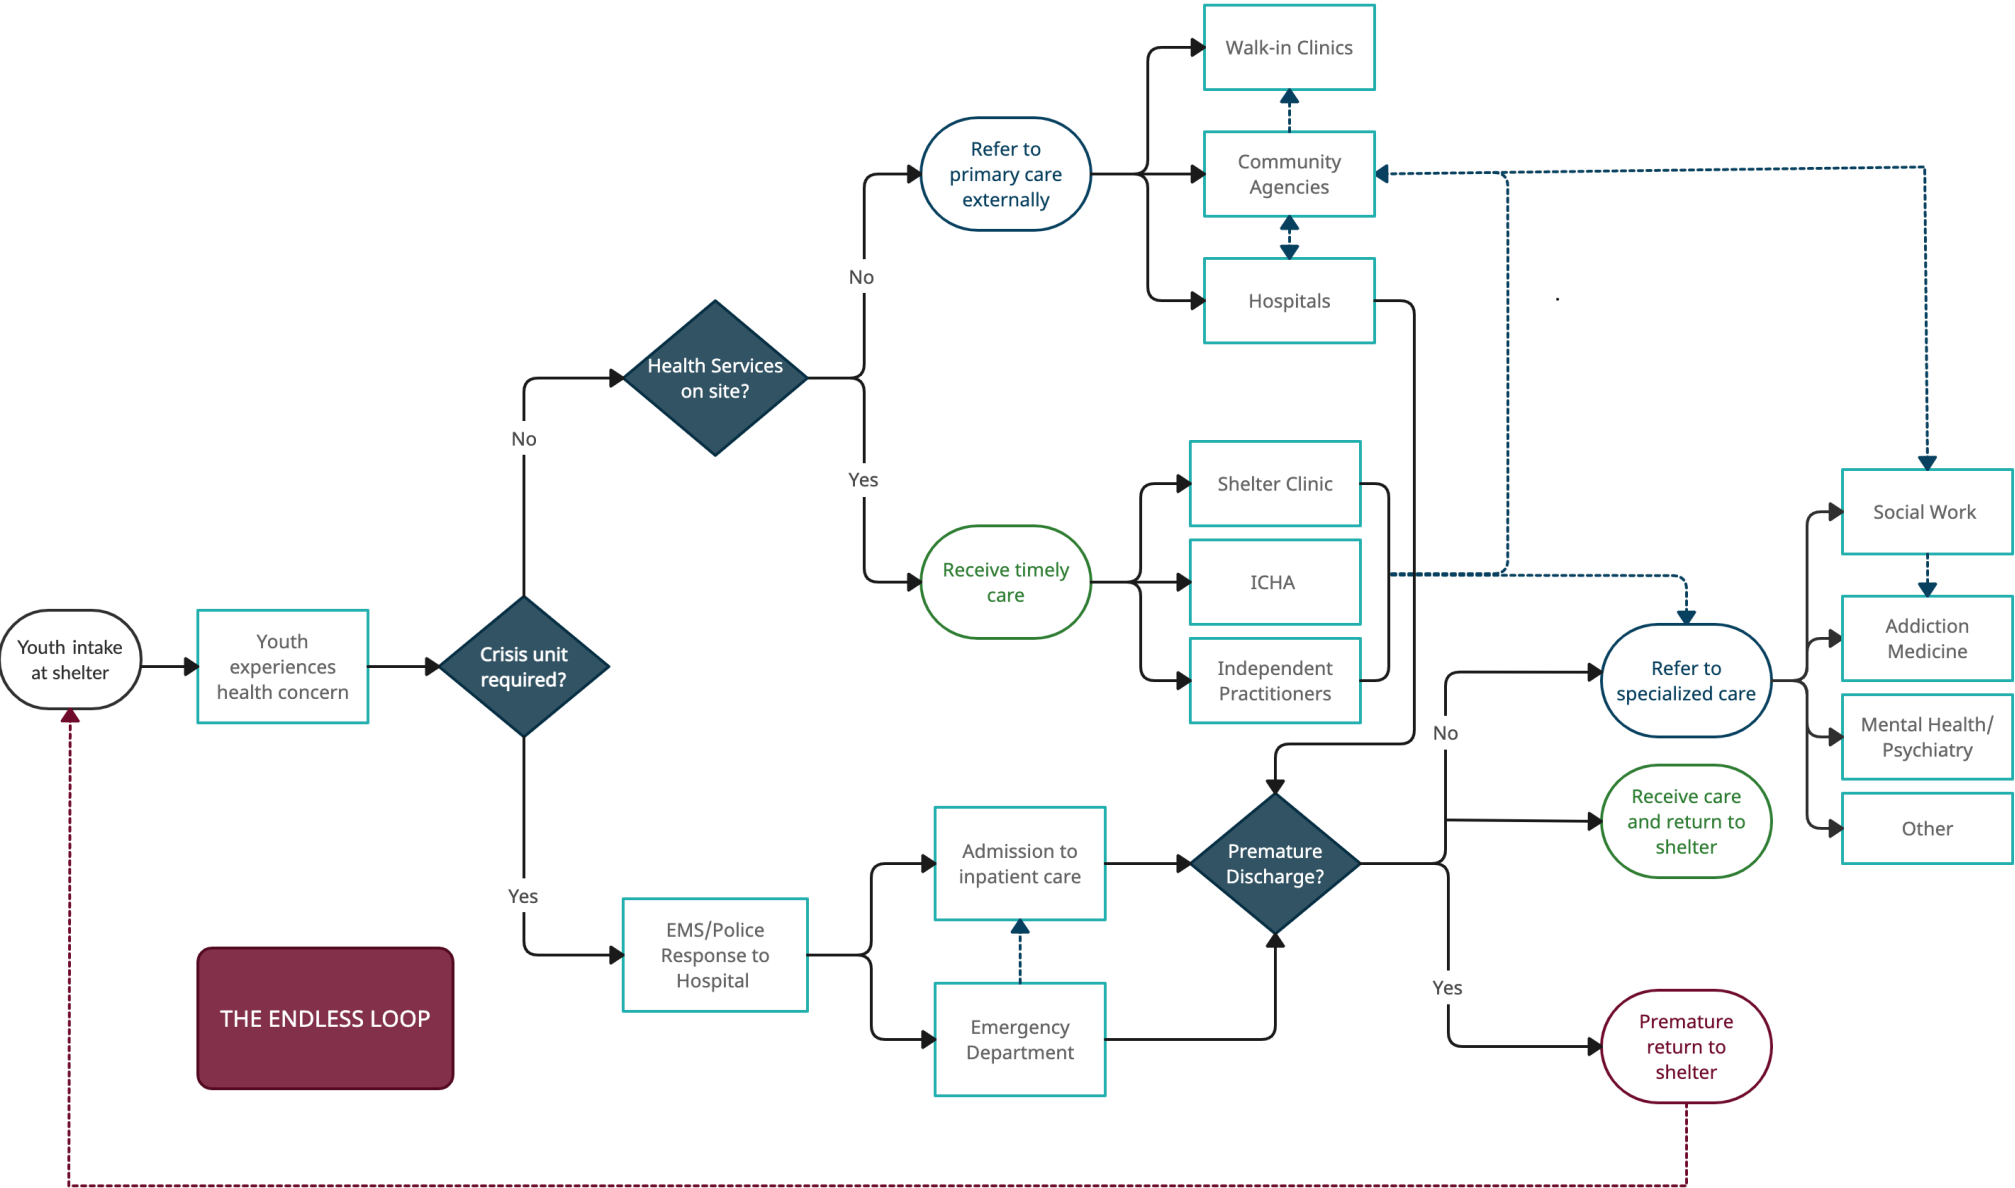 Walk-in Clinics
Refer to
primary care
externally
Community
Agencies
No
Hospitals
Health Services
on site?
No
Yes
Shelter Clinic
Social Work
Receive timely
care
ICHA
Youth intake
at shelter
Youth
experiences
health concern
Crisis unit
required?
Independent
Practitioners
Refer to
specialized care
Addiction
Medicine
No
Mental Health/
Psychiatry
Receive care
and return to
shelter
Other
Admission to
inpatient care
Premature
Discharge?
Yes
EMS/Police
Response to
Hospital
Yes
THE ENDLESS LOOP
Emergency
Department
Premature
return to
shelter